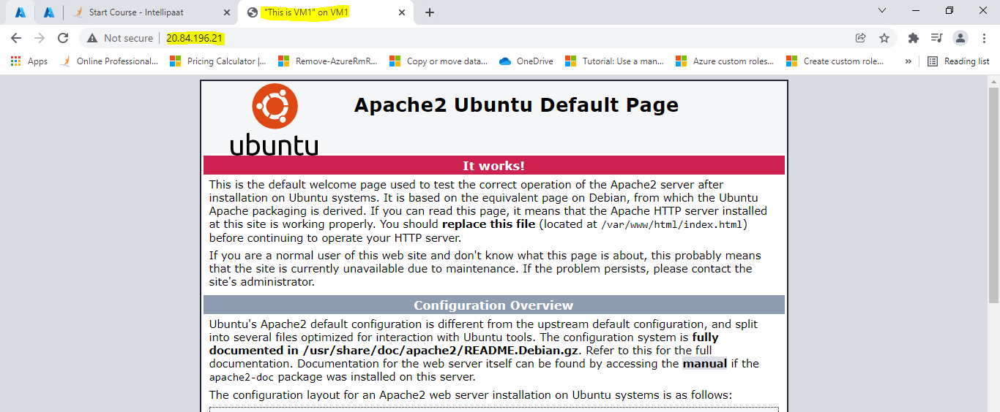 Start Course - Intellipaat
"This is VM1" on VM1
Not secure
20.84.196.21
Apps
Online Professional...
Pricing Calculator |...
Remove-AzureRmR...
Copy or move data...
OneDrive
Tutorial: Use a man...
Azure custom roles...
Create custom role...
»
Reading list
ubuntu
Apache2 Ubuntu Default Page
It works!
This is the default welcome page used to test the correct operation of the Apache2 server after
installation on Ubuntu systems. It is based on the equivalent page on Debian, from which the Ubuntu
Apache packaging is derived. If you can read this page, it means that the Apache HTTP server installed
at this site is working properly. You should replace this file (located at /var/www/html/index.html)
before continuing to operate your HTTP server.
If you are a normal user of this web site and don't know what this page is about, this probably means
that the site is currently unavailable due to maintenance. If the problem persists, please contact the
site's administrator.
Configuration Overview
Ubuntu's Apache2 default configuration is different from the upstream default configuration, and split
into several files optimized for interaction with Ubuntu tools. The configuration system is fully
documented in /usr/share/doc/apache2/README.Debian.gz. Refer to this for the full
documentation. Documentation for the web server itself can be found by accessing the manual if the
apache2-doc package was installed on this server.
The configuration layout for an Apache2 web server installation on Ubuntu systems is as follows: